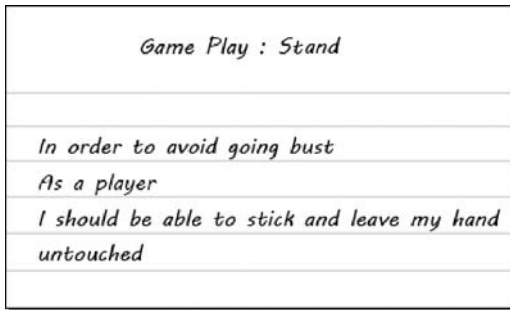 Game Play : Stand
In order to avoid going bust
As a player
I should be able to stick and leave my hand
untouched